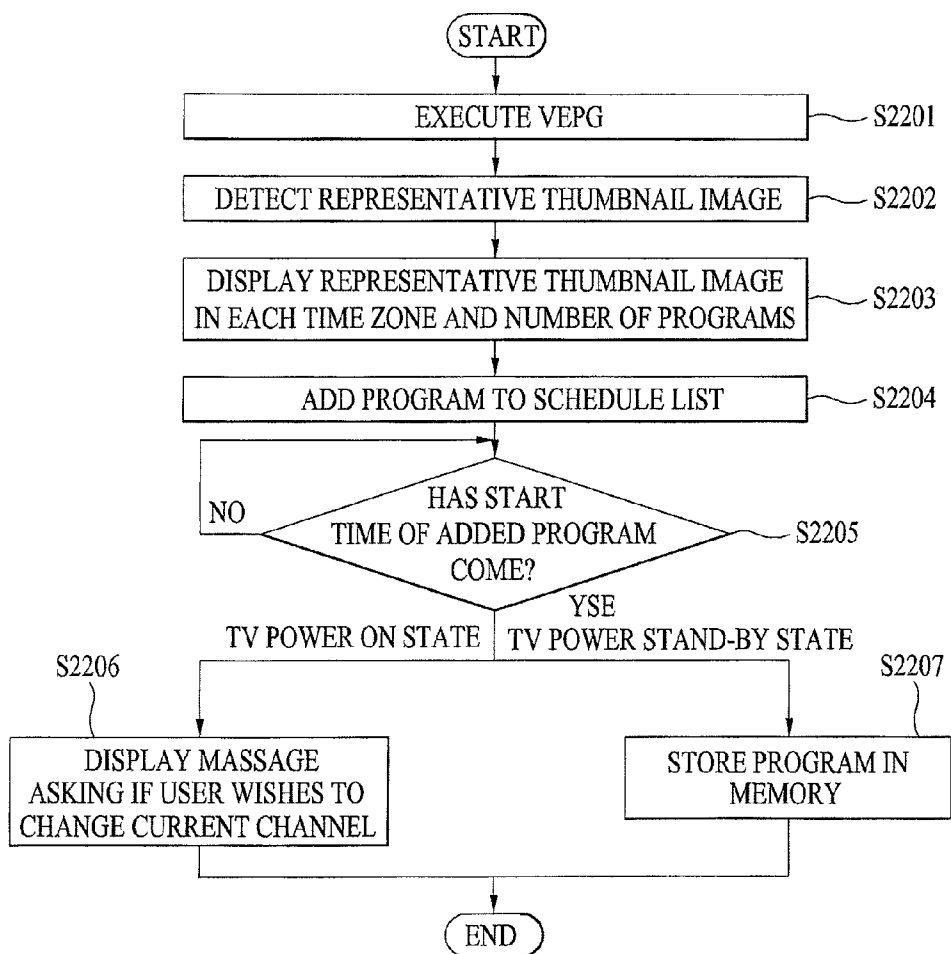 START
EXECUTE VEPG
S2201
DETECT REPRESENTATIVE THUMBNAIL IMAGE
S2202
DISPLAY REPRESENTATIVE THUMBNAIL IMAGE
IN EACH TIME ZONE AND NUMBER OF PROGRAMS
S2203
ADD PROGRAM TO SCHEDULE LIST
S2204
HAS START
TIME OF ADDED PROGRAM
COME?
NO
S2205
YSE
TV POWER ON STATE
TV POWER STAND-BY STATE
S2206
S2207
DISPLAY MASSAGE
ASKING IF USER WISHES TO
CHANGE CURRENT CHANNEL
STORE PROGRAM IN
MEMORY
END